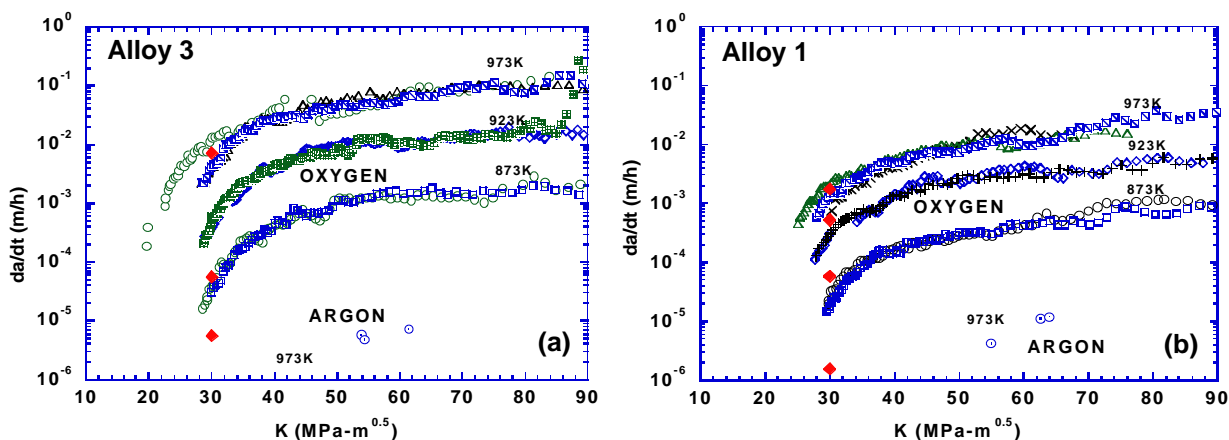 Alloy 3
10^0
10^-1
10^-2
10^-3
10^-4
10^-5
10^-6
da/dt (m/h)
973K
923K
OXYGEN
873K
ARGON
973K
(a)
10 20 30 40 50 60 70 80 90
K (MPa-m^0.5)
Alloy 1
10^0
10^-1
10^-2
10^-3
10^-4
10^-5
10^-6
da/dt (m/h)
973K
923K
OXYGEN
873K
973K
ARGON
(b)
10 20 30 40 50 60 70 80 90
K (MPa-m^0.5)